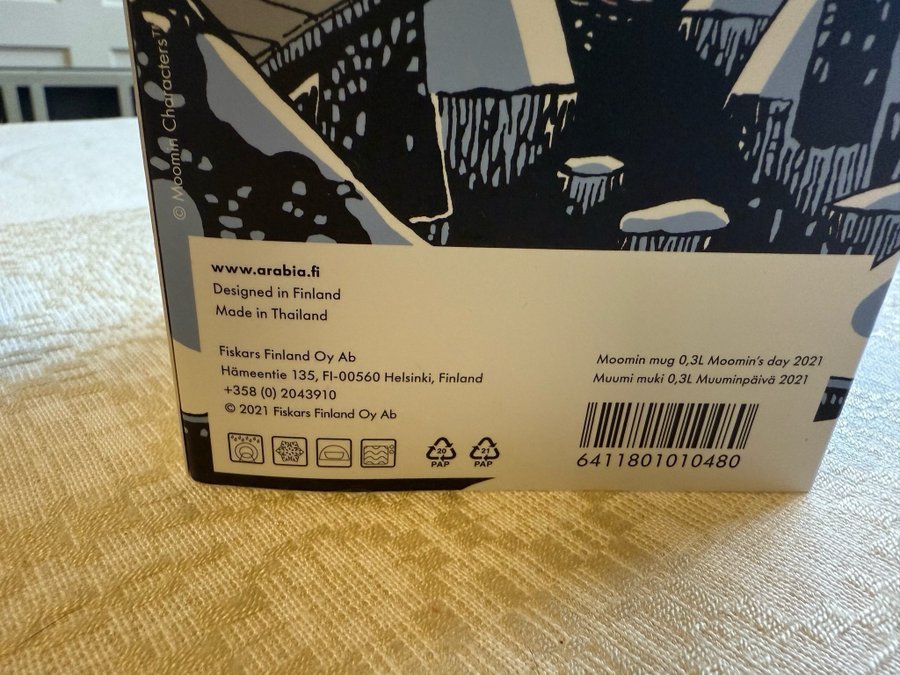 © Moomin Characters™
www.arabia.fi
Designed in Finland
Made in Thailand
Fiskars Finland Oy Ab
Hämeentie 135, FI-00560 Helsinki, Finland
+358 (0) 2043910
© 2021 Fiskars Finland Oy Ab
20
PAP
21
PAP
Moomin mug 0,3L Moomin's day 2021
Muumi muki 0,3L Muuminpäivä 2021
6411801010480